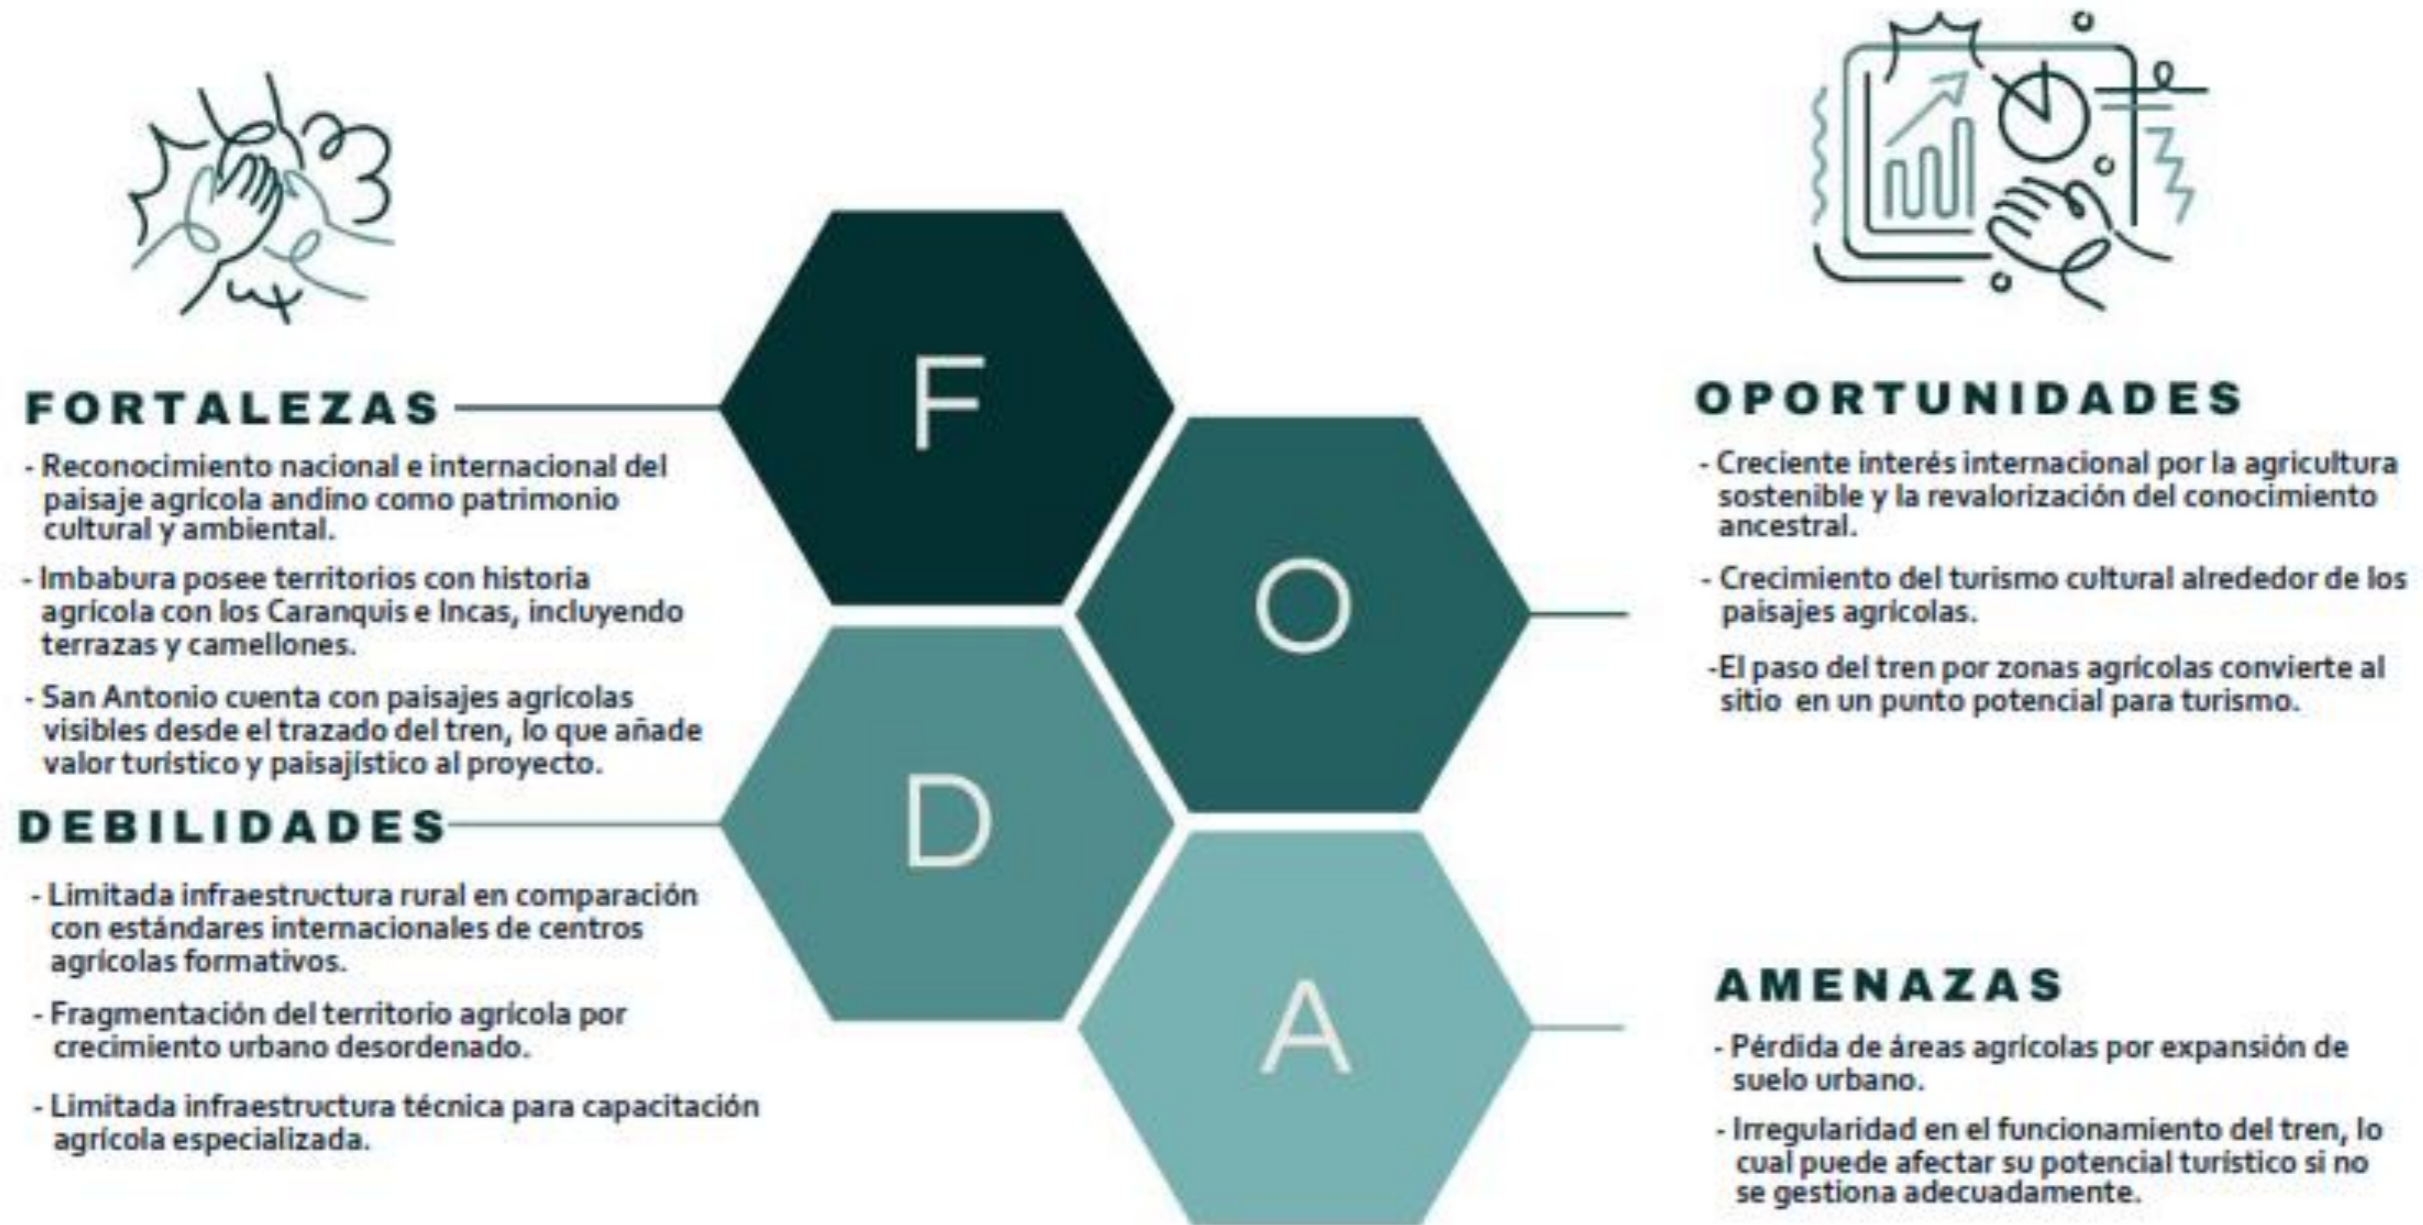 FORTALEZAS
- Reconocimiento nacional e internacional del
paisaje agrícola andino como patrimonio
cultural y ambiental.
- Imbabura posee territorios con historia
agrícola con los Caranquis e Incas, incluyendo
terrazas y camellones.
- San Antonio cuenta con paisajes agrícolas
visibles desde el trazado del tren, lo que añade
valor turístico y paisajístico al proyecto.
DEBILIDADES
- Limitada infraestructura rural en comparación
con estándares internacionales de centros
agrícolas formativos.
- Fragmentación del territorio agrícola por
crecimiento urbano desordenado.
- Limitada infraestructura técnica para capacitación
agrícola especializada.
F
O
D
A
OPORTUNIDADES
- Creciente interés internacional por la agricultura
sostenible y la revalorización del conocimiento
ancestral.
- Crecimiento del turismo cultural alrededor de los
paisajes agrícolas.
-El paso del tren por zonas agrícolas convierte al
sitio en un punto potencial para turismo.
AMENAZAS
- Pérdida de áreas agrícolas por expansión de
suelo urbano.
- Irregularidad en el funcionamiento del tren, lo
cual puede afectar su potencial turístico si no
se gestiona adecuadamente.